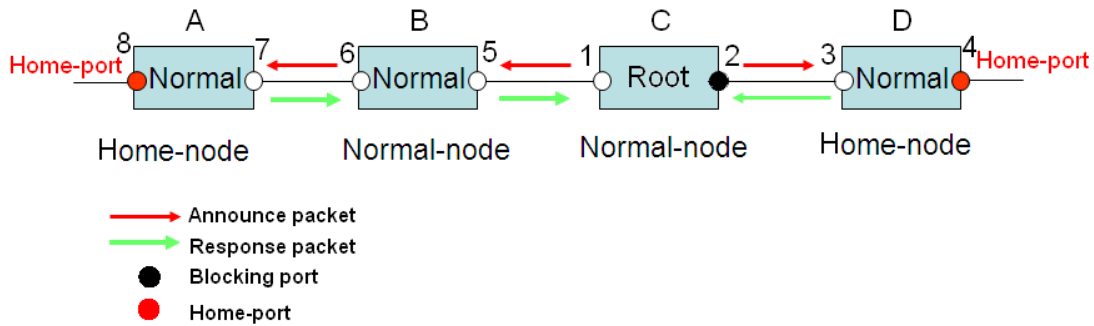 A B C D
8 7 6 5 1 2 3 4
Home-port Normal Normal Root Normal Home-port
Home-node Normal-node Normal-node Home-node
Announce packet
Response packet
Blocking port
Home-port